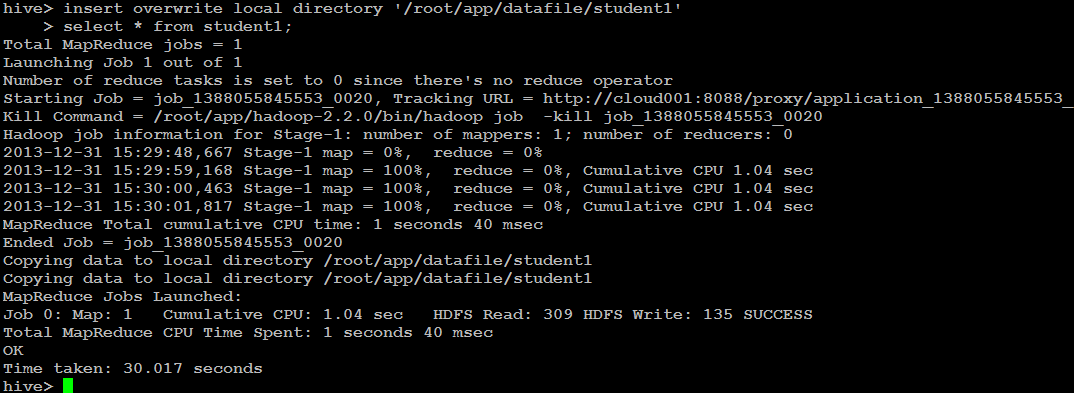 hive> insert overwrite local directory '/root/app/datafile/student1'
    > select * from student1;
Total MapReduce jobs = 1
Launching Job 1 out of 1
Number of reduce tasks is set to 0 since there's no reduce operator
Starting Job = job_1388055845553_0020, Tracking URL = http://cloud001:8088/proxy/application_1388055845553_
Kill Command = /root/app/hadoop-2.2.0/bin/hadoop job  -kill job_1388055845553_0020
Hadoop job information for Stage-1: number of mappers: 1; number of reducers: 0
2013-12-31 15:29:48,667 Stage-1 map = 0%,  reduce = 0%
2013-12-31 15:29:59,168 Stage-1 map = 100%,  reduce = 0%, Cumulative CPU 1.04 sec
2013-12-31 15:30:00,463 Stage-1 map = 100%,  reduce = 0%, Cumulative CPU 1.04 sec
2013-12-31 15:30:01,817 Stage-1 map = 100%,  reduce = 0%, Cumulative CPU 1.04 sec
MapReduce Total cumulative CPU time: 1 seconds 40 msec
Ended Job = job_1388055845553_0020
Copying data to local directory /root/app/datafile/student1
Copying data to local directory /root/app/datafile/student1
MapReduce Jobs Launched:
Job 0: Map: 1   Cumulative CPU: 1.04 sec   HDFS Read: 309 HDFS Write: 135 SUCCESS
Total MapReduce CPU Time Spent: 1 seconds 40 msec
OK
Time taken: 30.017 seconds
hive>